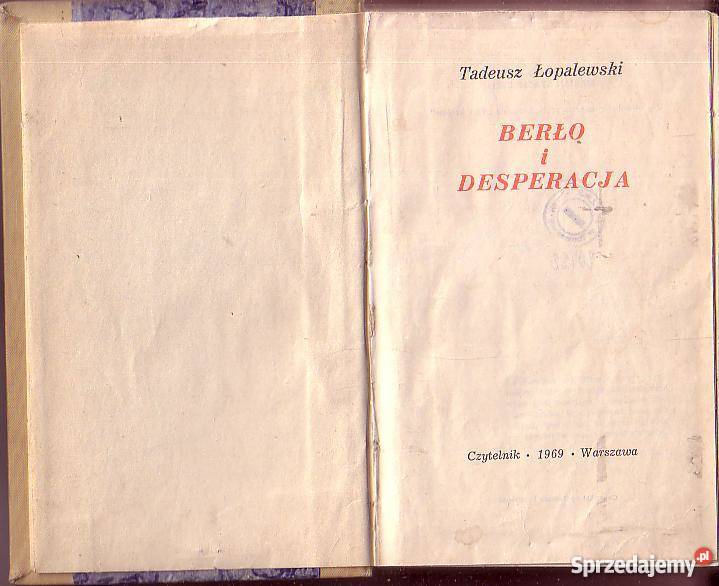 Tadeusz Łopalewski
BERŁO
i
DESPERACJA
Czytelnik · 1969 · Warszawa
Sprzedajemy.pl